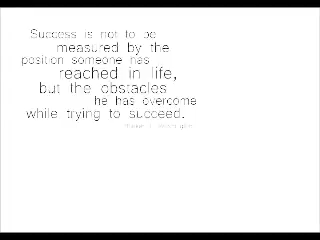 Success is not to be
measured by the
position someone has
reached in life,
but the obstacles
he has overcome
while trying to succeed.